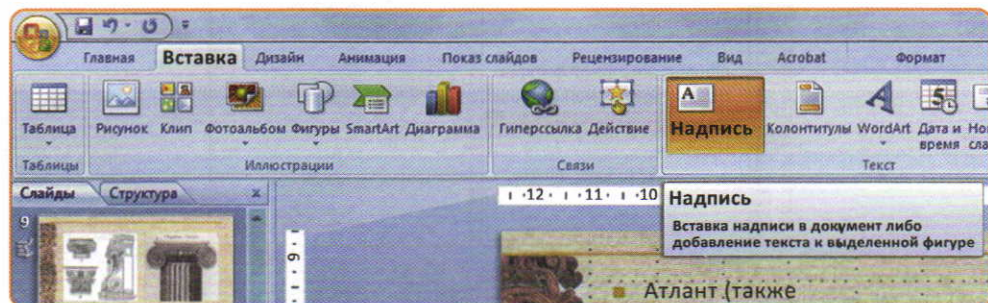 Главная Вставка Дизайн Анимация Показ слайдов Рецензирование Вид Acrobat Формат
Таблица Рисунок Клип Фотоальбом Фигуры SmartArt Диаграмма Гиперссылка Действие Надпись Колонтитулы WordArt Дата и
время
Таблицы Иллюстрации Связи Текст
Слайды Структура x
12 11 10
Надпись
9
Вставка надписи в документ либо
добавление текста к выделенной фигуре
9
Атлант (также